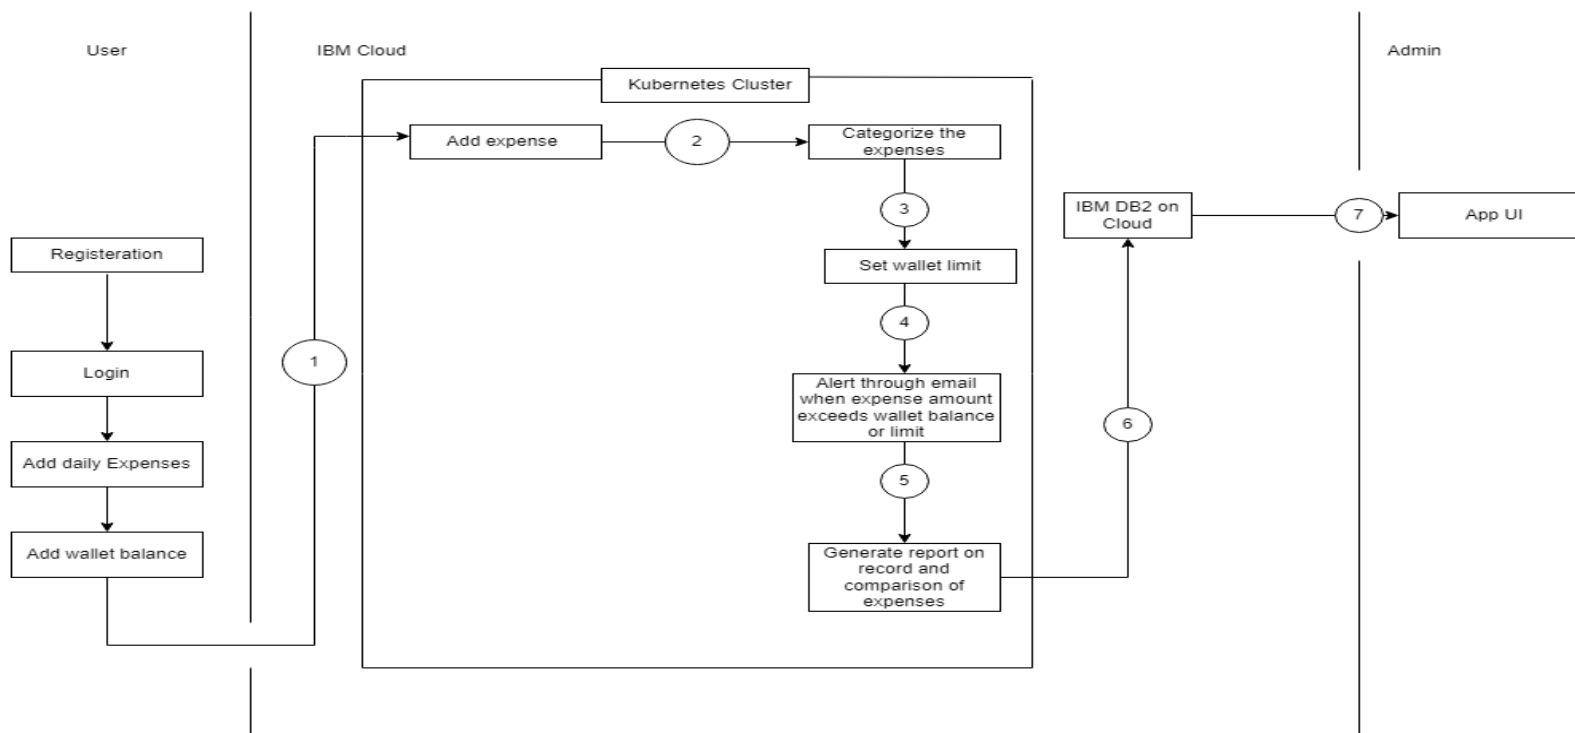 User
IBM Cloud
Admin
Kubernetes Cluster
Add expense
2
Categorize the
expenses
3
IBM DB2 on
Cloud
7
App UI
Registeration
Set wallet limit
4
1
Login
Alert through email
when expense amount
exceeds wallet balance
or limit
6
Add daily Expenses
5
Add wallet balance
Generate report on
record and
comparison of
expenses